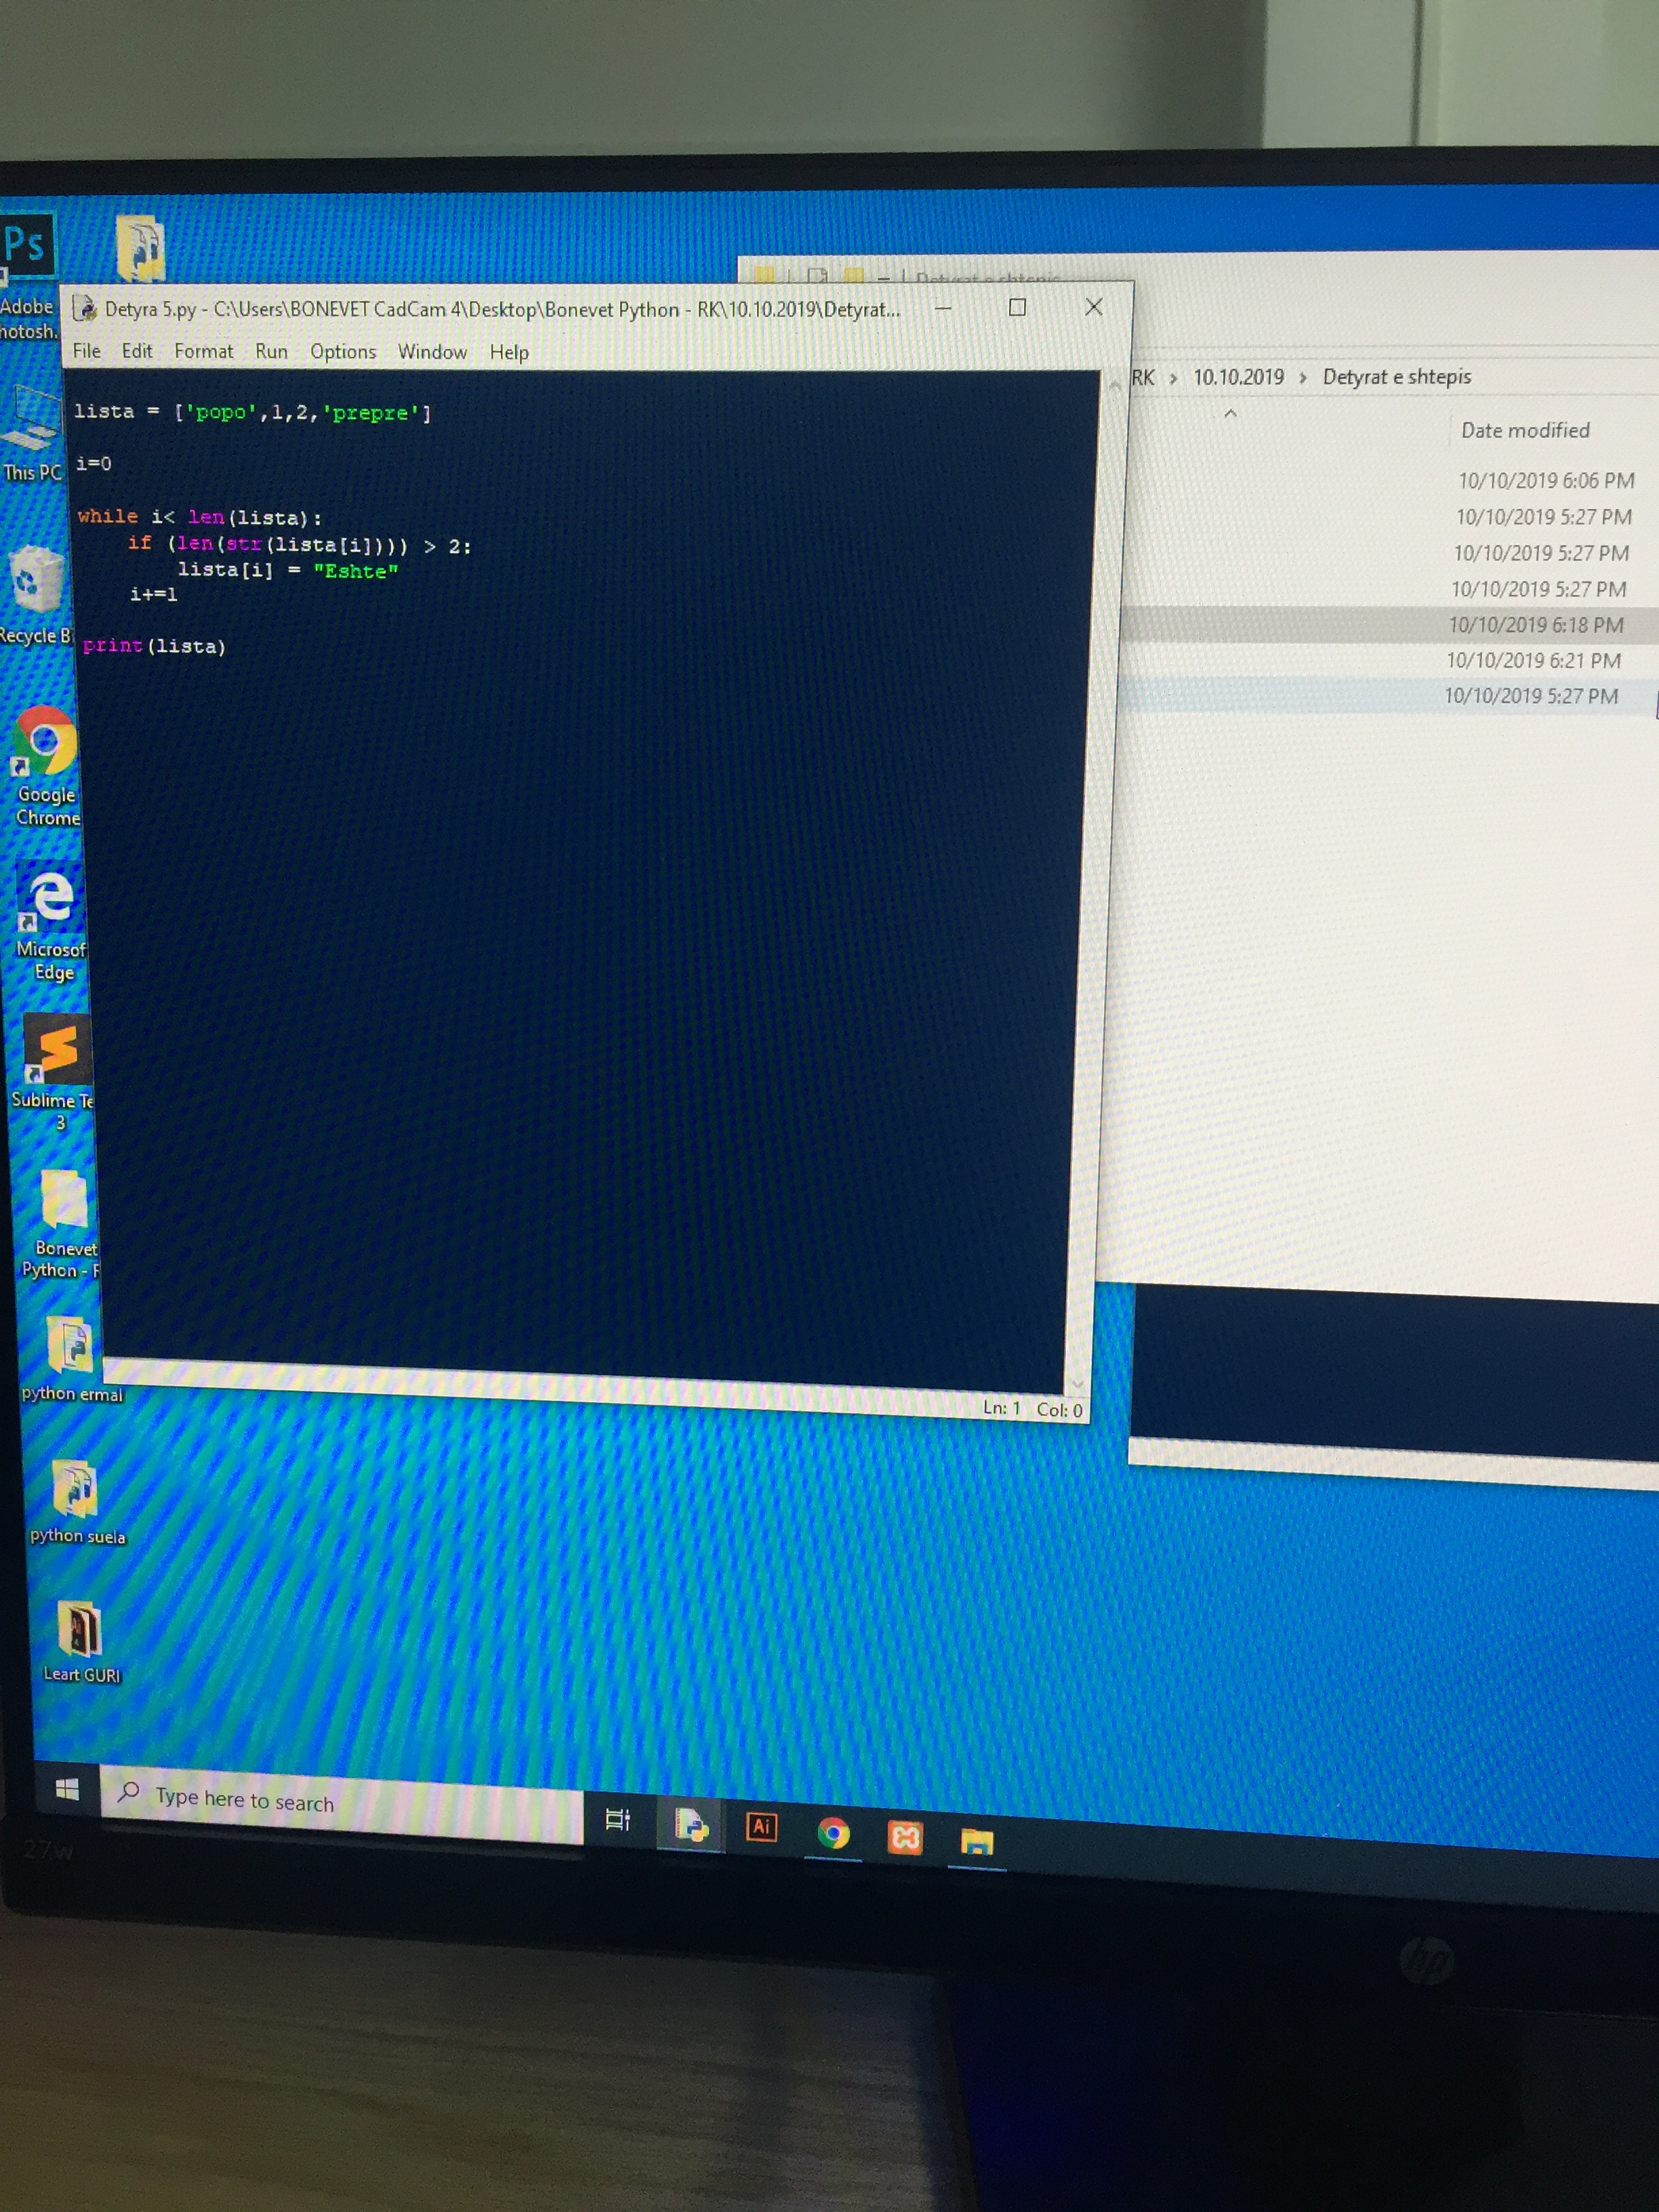 Ps
Adobe
hotosh.
This PC
Recycle B
Google
Chrome
Microsof
Edge
Sublime Te
3
Bonevet
Python - F
python ermal
python suela
Leart GURI
Detyrat e shtepis
Detyra 5.py - C:\Users\BONEVET CadCam 4\Desktop\Bonevet Python - RK\10.10.2019\Detyrat...
File Edit Format Run Options Window Help
lista = ['popo',1,2,'prepre']
i=0
while i< len(lista):
if (len(str(lista[i]))) > 2:
lista[i] = "Eshte"
i+=1
print(lista)
Ln: 1 Col: 0
RK > 10.10.2019 > Detyrat e shtepis
Date modified
10/10/2019 6:06 PM
10/10/2019 5:27 PM
10/10/2019 5:27 PM
10/10/2019 5:27 PM
10/10/2019 6:18 PM
10/10/2019 6:21 PM
10/10/2019 5:27 PM
Type here to search
Ai
27w
hp